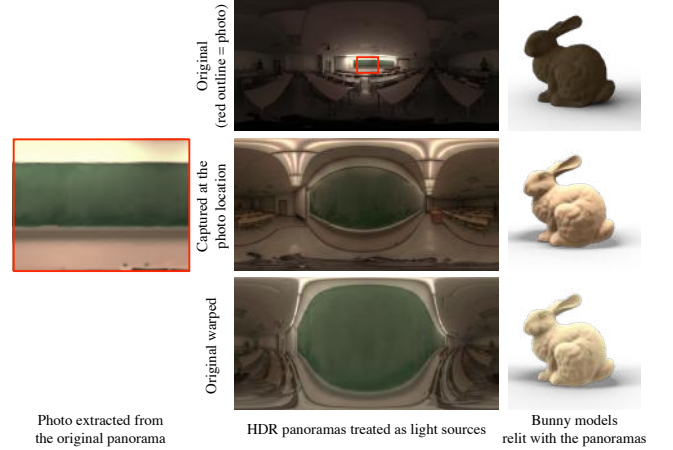 Original
(red outline = photo)
Captured at the
photo location
Original warped
Photo extracted from
the original panorama
HDR panoramas treated as light sources
Bunny models
relit with the panoramas